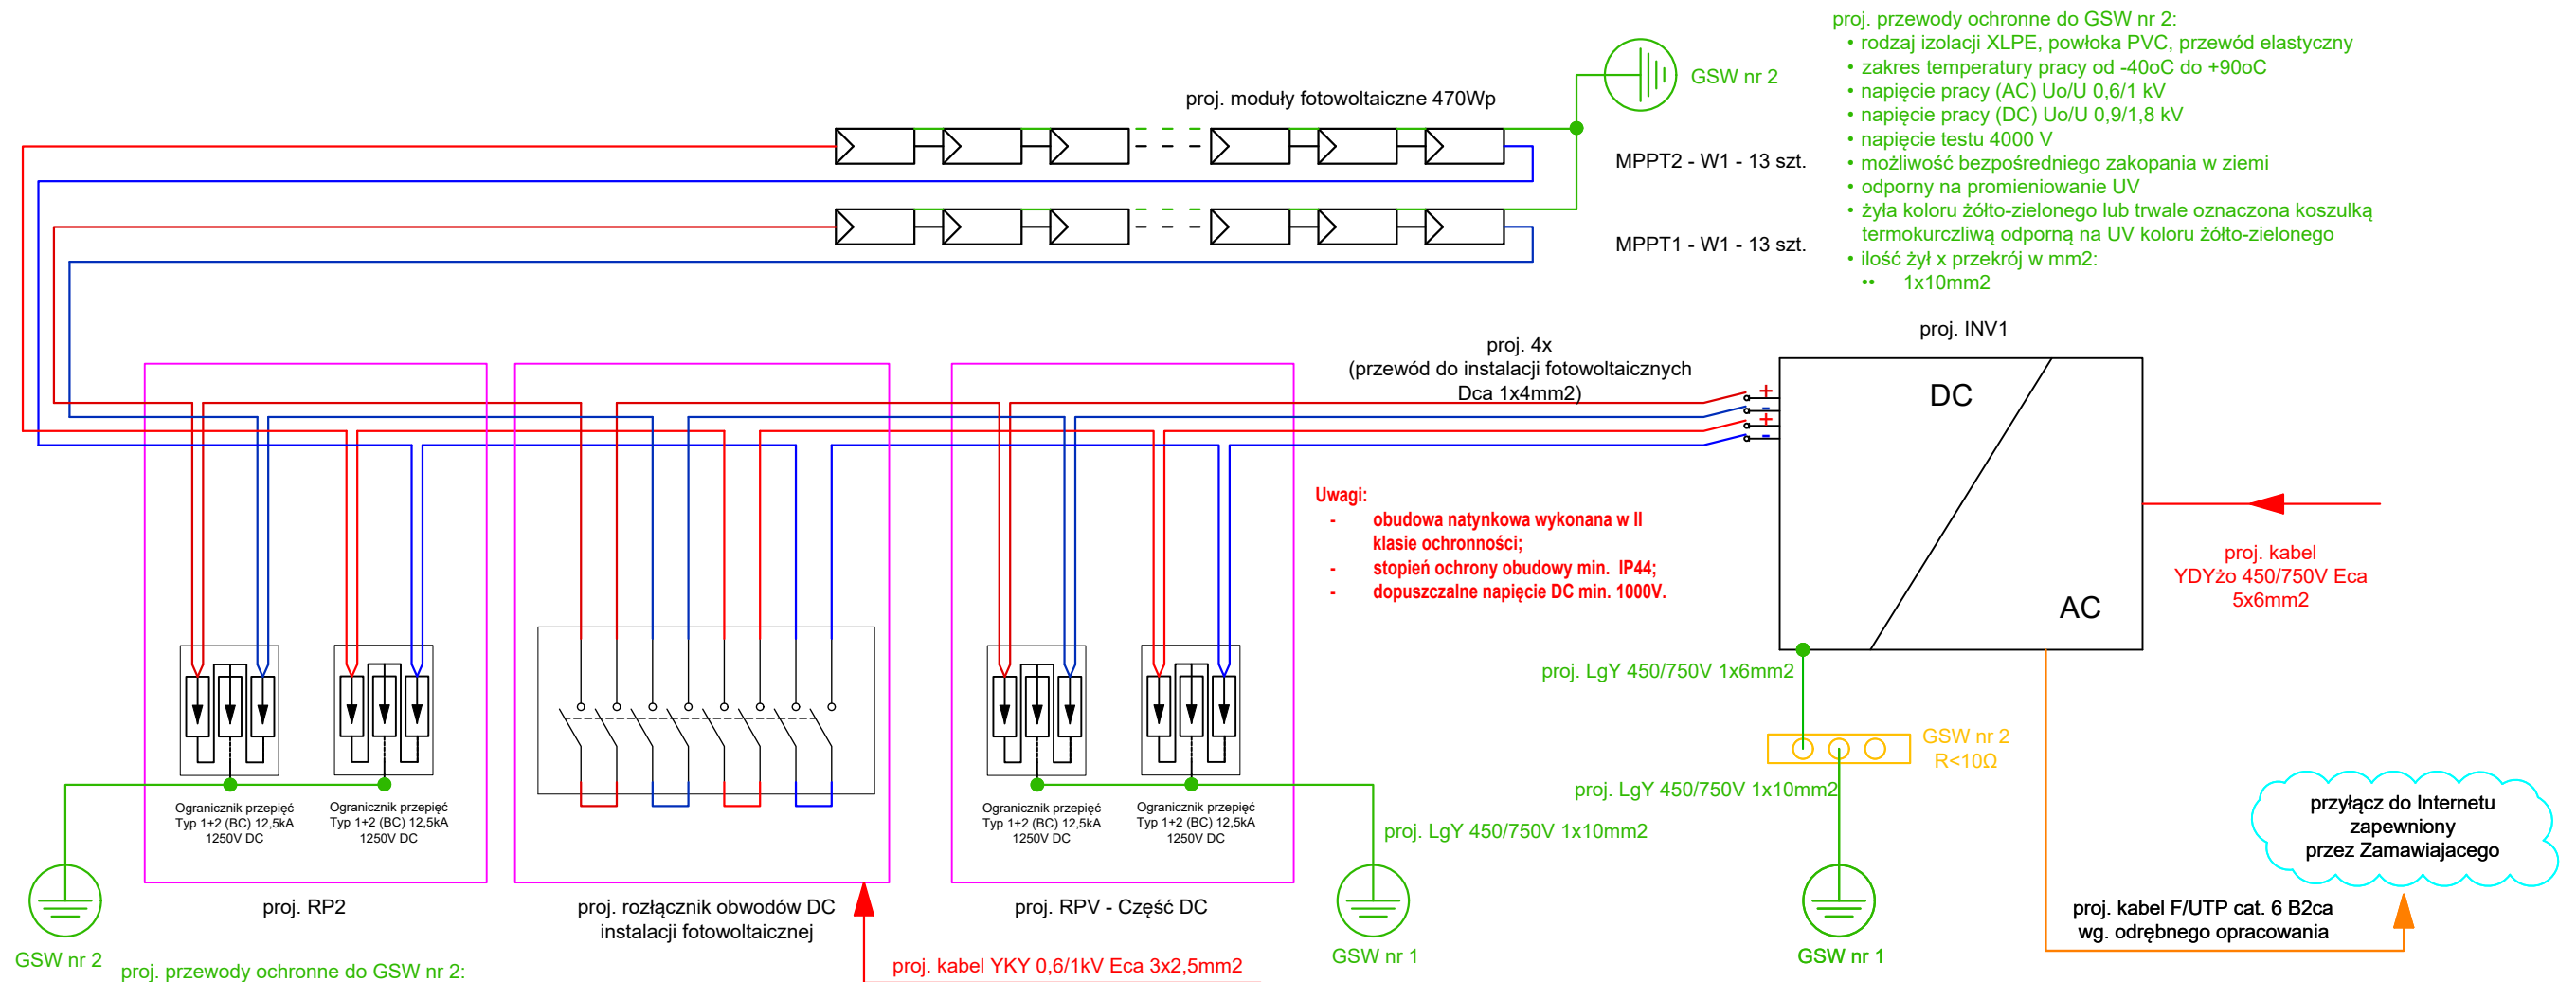 proj. przewody ochronne do GSW nr 2:
• rodzaj izolacji XLPE, powłoka PVC, przewód elastyczny
• zakres temperatury pracy od -40oC do +90oC
• napięcie pracy (AC) Uo/U 0,6/1 kV
• napięcie pracy (DC) Uo/U 0,9/1,8 kV
• napięcie testu 4000 V
• możliwość bezpośredniego zakopania w ziemi
• odporny na promieniowanie UV
• żyła koloru żółto-zielonego lub trwale oznaczona koszulką
termokurczliwą odporną na UV koloru żółto-zielonego
• ilość żył x przekrój w mm2:
•• 1x10mm2
GSW nr 2
proj. moduły fotowoltaiczne 470Wp
MPPT2 - W1 - 13 szt.
MPPT1 - W1 - 13 szt.
proj. INV1
proj. 4x
(przewód do instalacji fotowoltaicznych
Dca 1x4mm2)
+
-
+
-
DC
AC
Uwagi:
- obudowa natynkowa wykonana w II
klasie ochronności;
- stopień ochrony obudowy min. IP44;
- dopuszczalne napięcie DC min. 1000V.
proj. kabel
YDYżo 450/750V Eca
5x6mm2
proj. LgY 450/750V 1x6mm2
GSW nr 2
R<10Ω
proj. LgY 450/750V 1x10mm2
proj. LgY 450/750V 1x10mm2
Ogranicznik przepięć
Typ 1+2 (BC) 12,5kA
1250V DC
Ogranicznik przepięć
Typ 1+2 (BC) 12,5kA
1250V DC
Ogranicznik przepięć
Typ 1+2 (BC) 12,5kA
1250V DC
Ogranicznik przepięć
Typ 1+2 (BC) 12,5kA
1250V DC
przyłącz do Internetu
zapewniony
przez Zamawiajacego
proj. RP2
proj. rozłącznik obwodów DC
instalacji fotowoltaicznej
proj. RPV - Część DC
proj. kabel F/UTP cat. 6 B2ca
wg. odrębnego opracowania
GSW nr 2
GSW nr 1
GSW nr 1
proj. przewody ochronne do GSW nr 2:
proj. kabel YKY 0,6/1kV Eca 3x2,5mm2